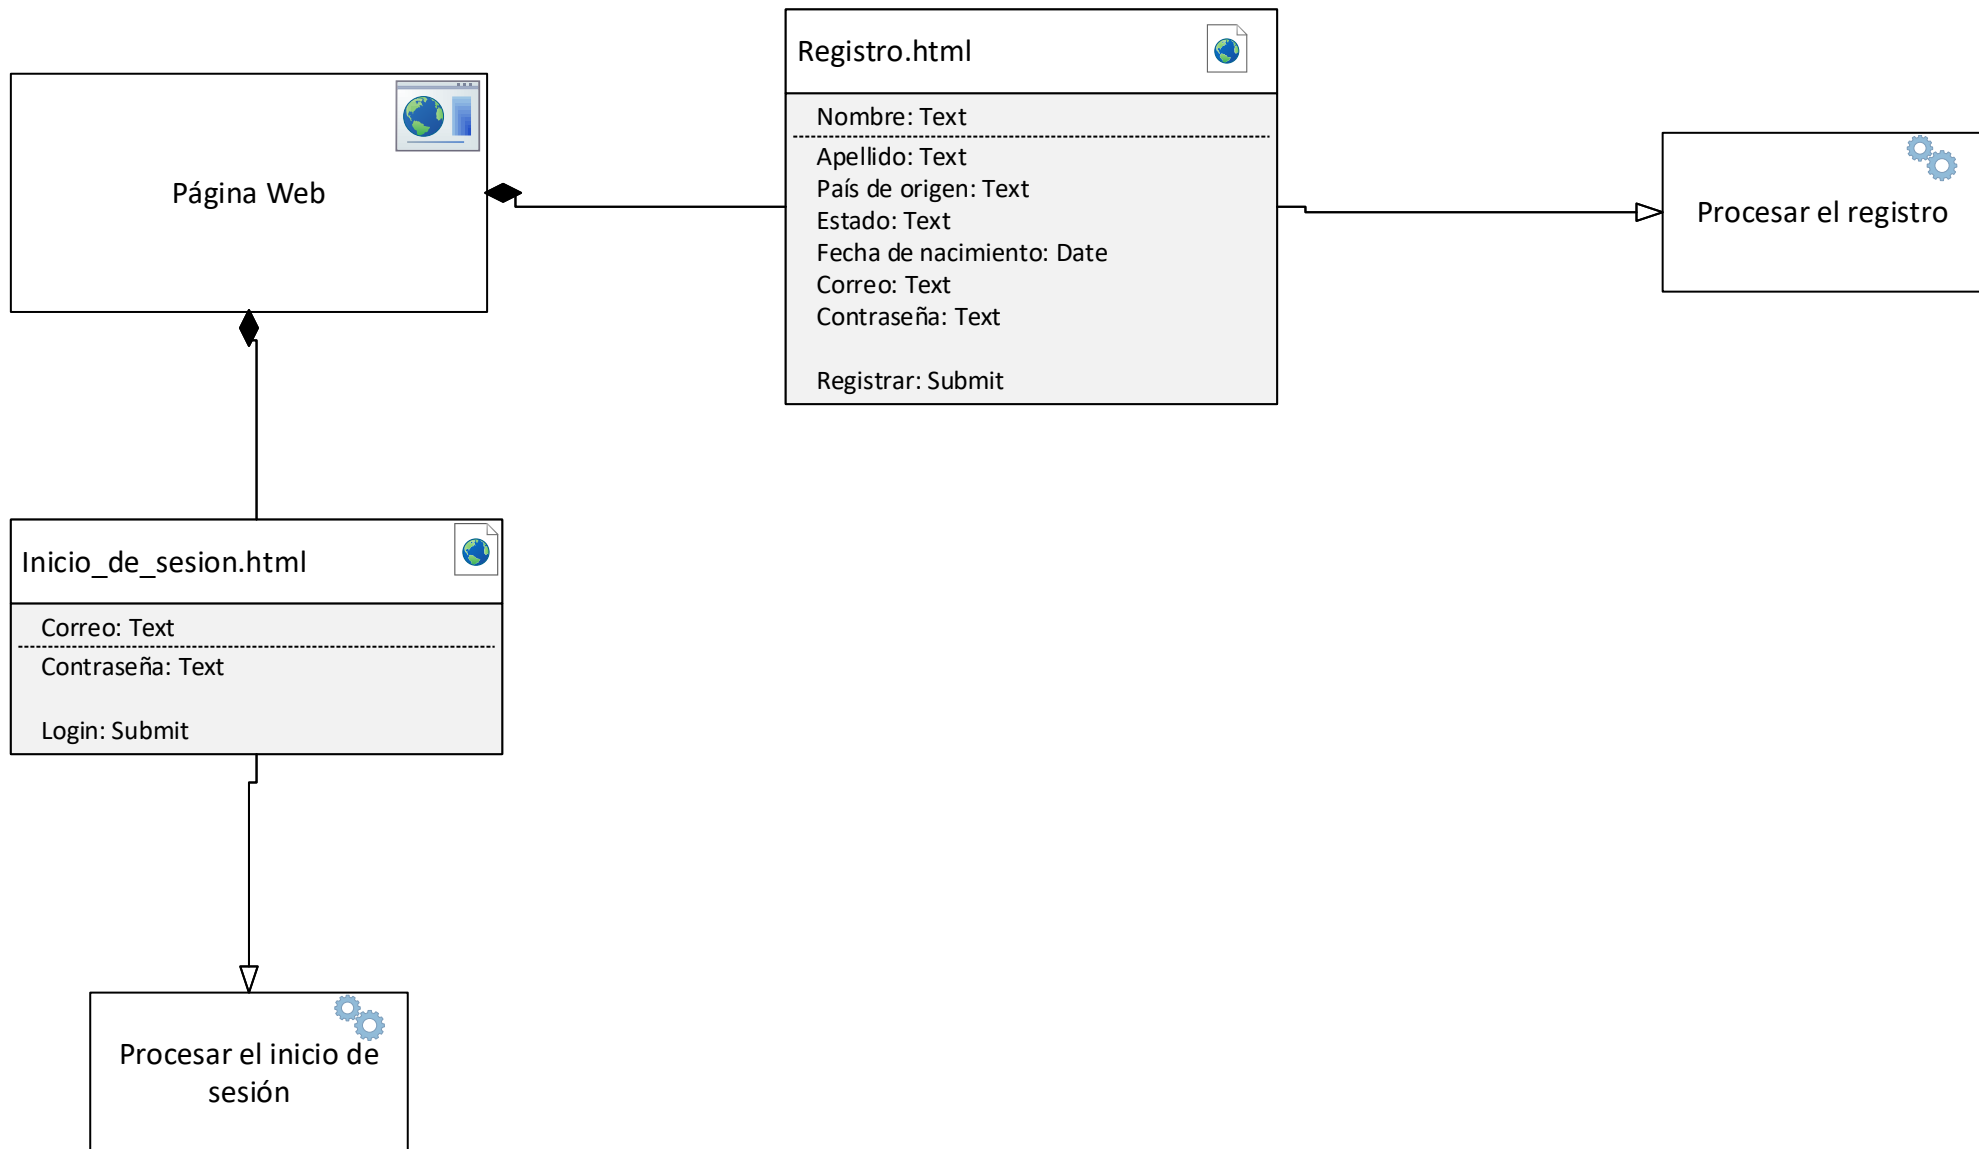 Página Web
Registro.html
Nombre: Text
Apellido: Text
País de origen: Text
Estado: Text
Fecha de nacimiento: Date
Correo: Text
Contraseña: Text
Registrar: Submit
Procesar el registro
Inicio_de_sesion.html
Correo: Text
Contraseña: Text
Login: Submit
Procesar el inicio de
sesión